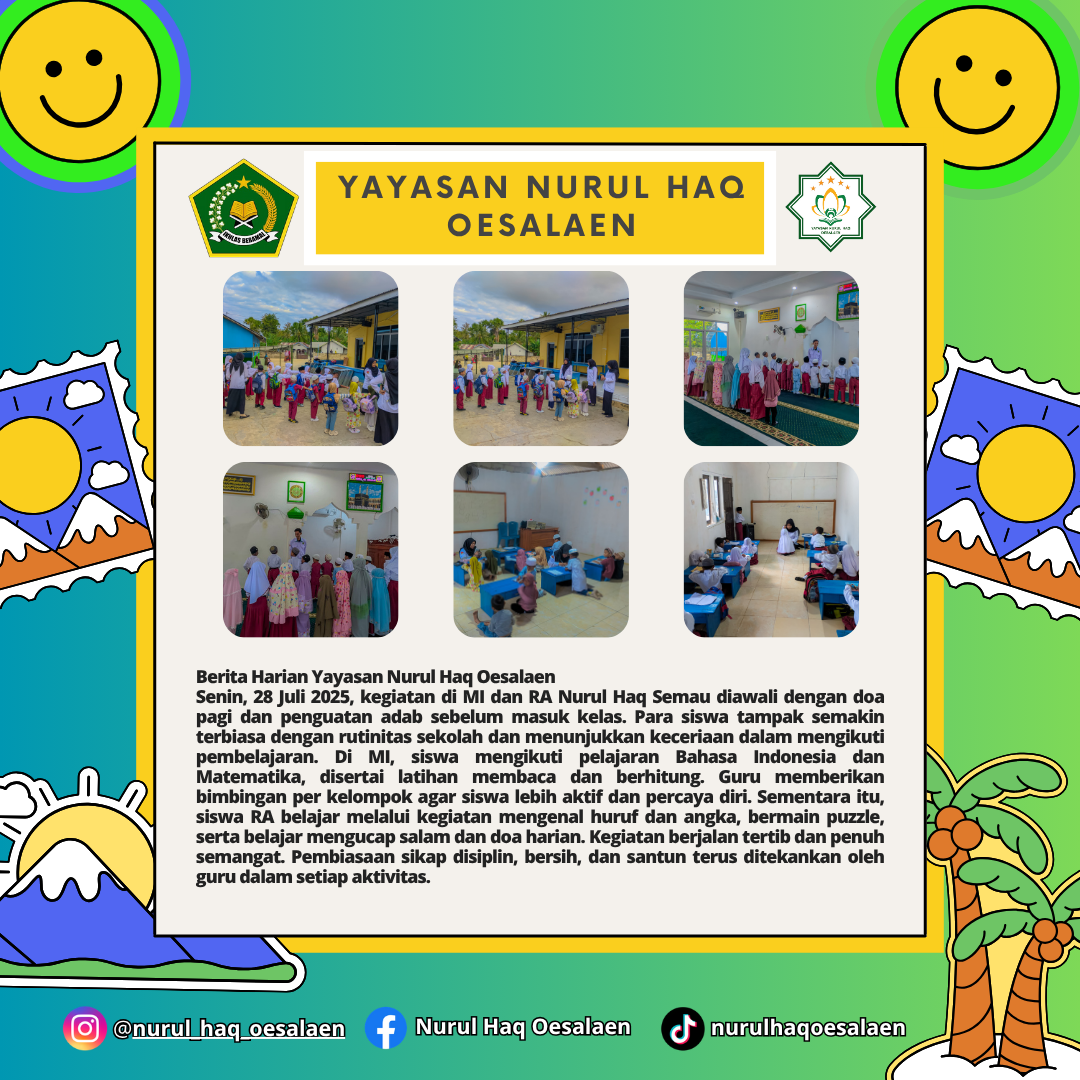 YAYASAN NURUL HAQ
OESALAEN
IKHLAS BERAMAL
YAYASAN NURUL HAQ
OESALAEN
Berita Harian Yayasan Nurul Haq Oesalaen
Senin, 28 Juli 2025, kegiatan di MI dan RA Nurul Haq Semau diawali dengan doa
pagi dan penguatan adab sebelum masuk kelas. Para siswa tampak semakin
terbiasa dengan rutinitas sekolah dan menunjukkan keceriaan dalam mengikuti
pembelajaran. Di MI, siswa mengikuti pelajaran Bahasa Indonesia dan
Matematika, disertai latihan membaca dan berhitung. Guru memberikan
bimbingan per kelompok agar siswa lebih aktif dan percaya diri. Sementara itu,
siswa RA belajar melalui kegiatan mengenal huruf dan angka, bermain puzzle,
serta belajar mengucap salam dan doa harian. Kegiatan berjalan tertib dan penuh
semangat. Pembiasaan sikap disiplin, bersih, dan santun terus ditekankan oleh
guru dalam setiap aktivitas.
@nurul_haq_oesalaen
Nurul Haq Oesalaen
nurulhaqoesalaen